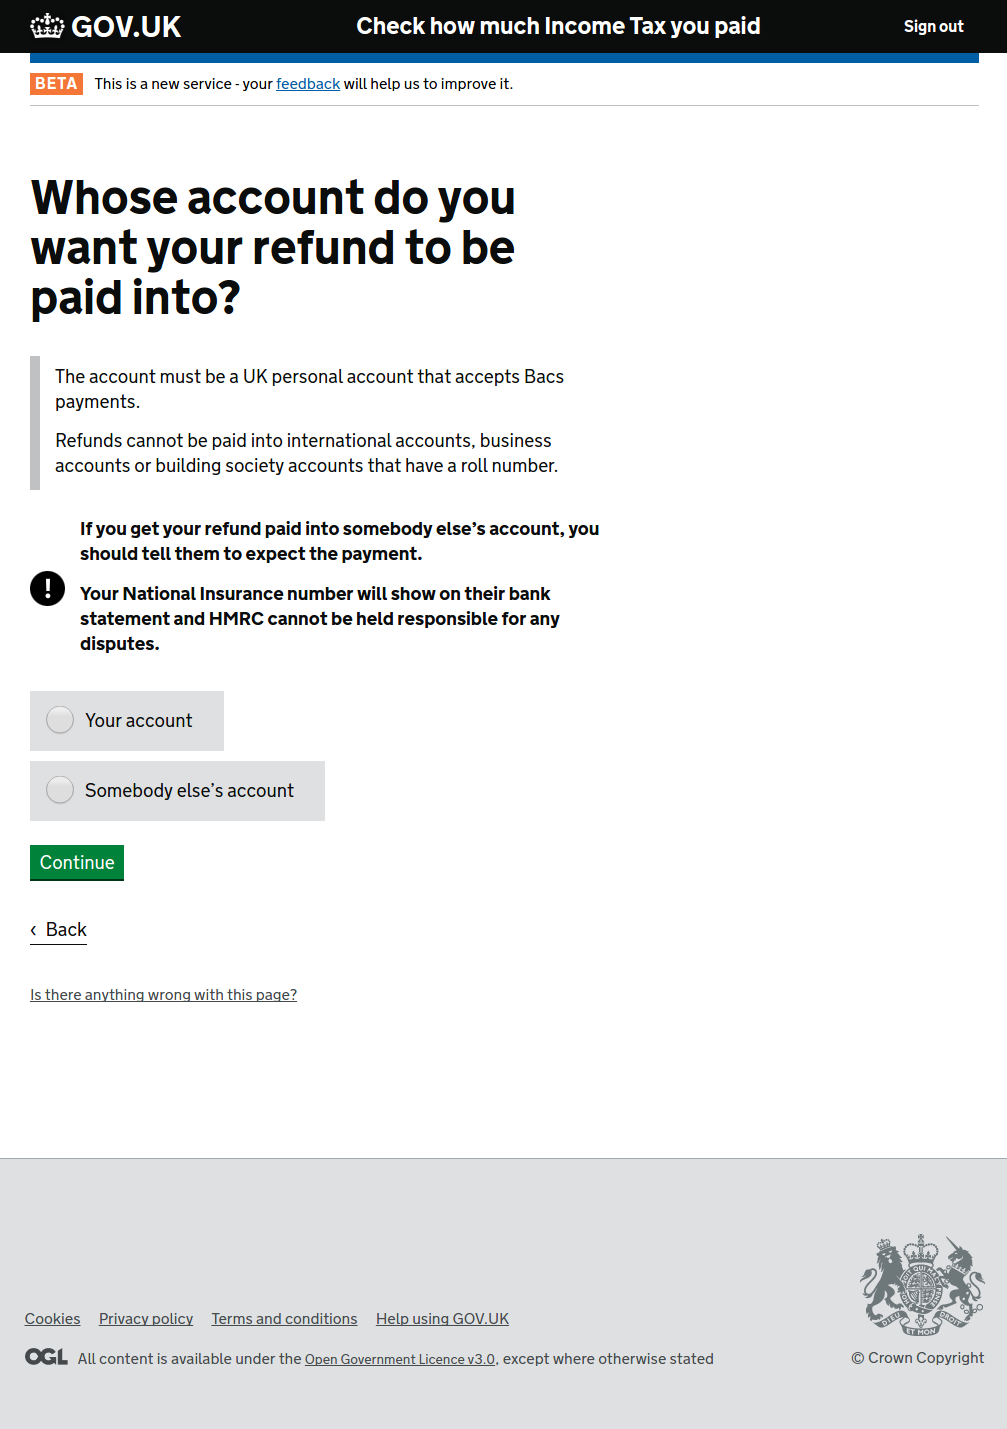 GOV.UK Check how much Income Tax you paid Sign out
BETA This is a new service - your feedback will help us to improve it.
Whose account do you
want your refund to be
paid into?
The account must be a UK personal account that accepts Bacs
payments.
Refunds cannot be paid into international accounts, business
accounts or building society accounts that have a roll number.
If you get your refund paid into somebody else’s account, you
should tell them to expect the payment.
!
Your National Insurance number will show on their bank
statement and HMRC cannot be held responsible for any
disputes.
Your account
Somebody else’s account
Continue
‹ Back
Is there anything wrong with this page?
Cookies Privacy policy Terms and conditions Help using GOV.UK
OGL All content is available under the Open Government Licence v3.0, except where otherwise stated
DIEU ET MON DROIT
© Crown Copyright